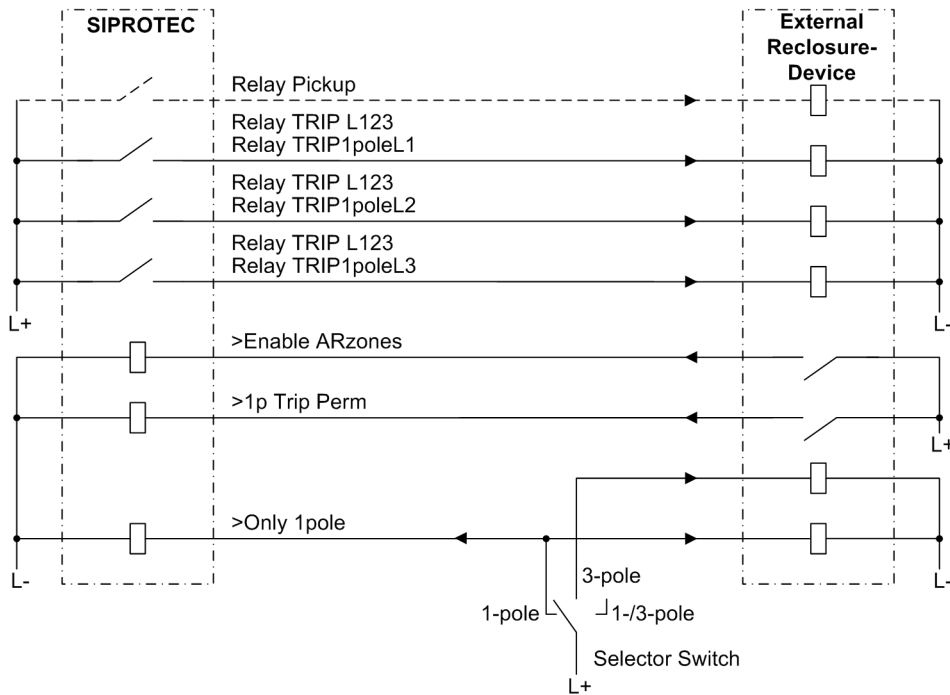 SIPROTEC
External
Reclosure-
Device
Relay Pickup
Relay TRIP L123
Relay TRIP1poleL1
Relay TRIP L123
Relay TRIP1poleL2
Relay TRIP L123
Relay TRIP1poleL3
L+
L-
>Enable ARzones
>1p Trip Perm
L+
>Only 1pole
L-
L-
3-pole
1-pole
1-/3-pole
Selector Switch
L+